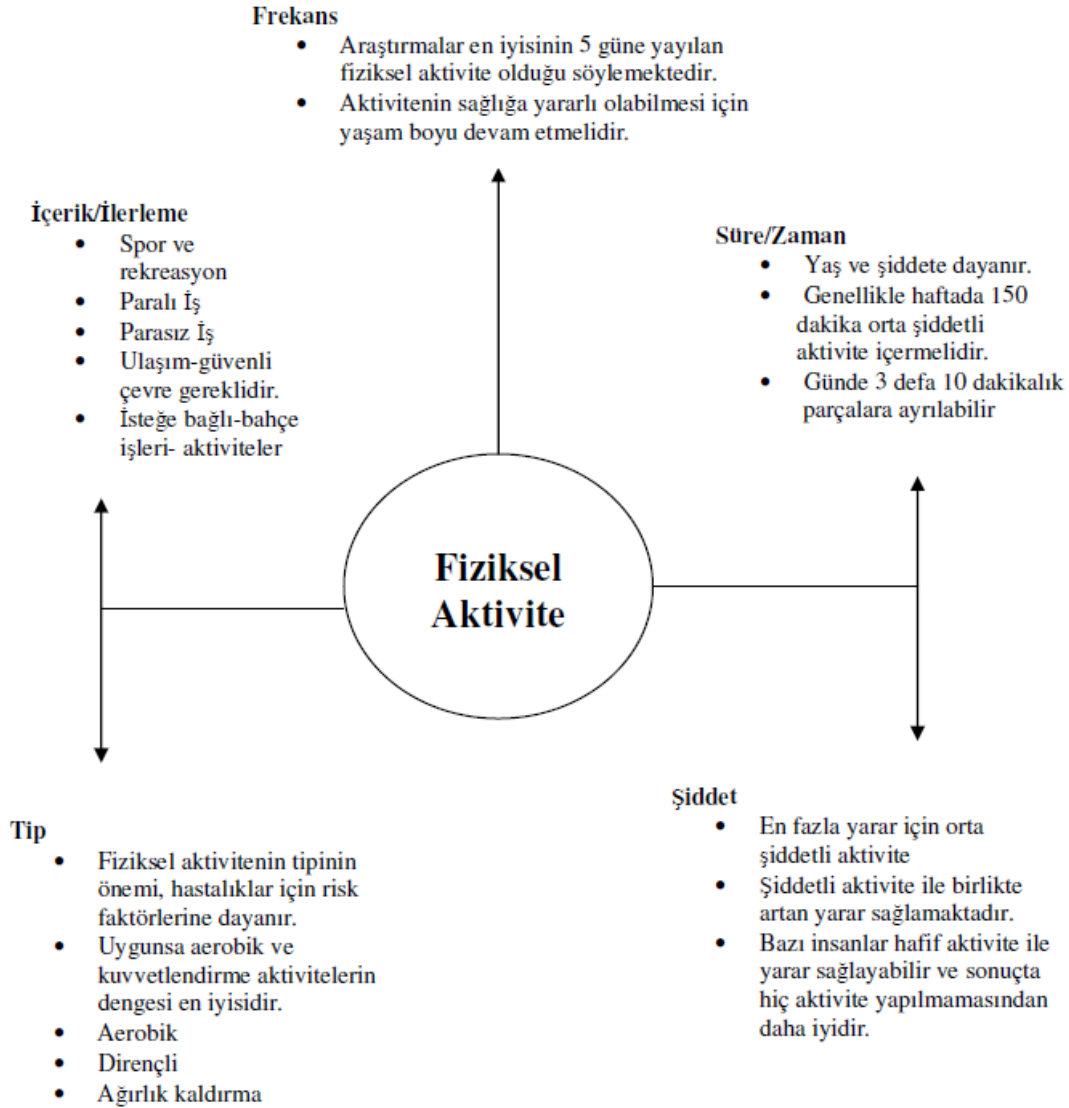 Frekans
• Araştırmalar en iyisinin 5 güne yayılan
fiziksel aktivite olduğu söylemektedir.
• Aktivitenin sağlığa yararlı olabilmesi için
yaşam boyu devam etmelidir.
İçerik/İlerleme
• Spor ve
rekreasyon
• Paralı İş
• Parasız İş
• Ulaşım-güvenli
çevre gereklidir.
• İsteğe bağlı-bahçe
işleri- aktiviteler
Süre/Zaman
• Yaş ve şiddete dayanır.
• Genellikle haftada 150
dakika orta şiddetli
aktivite içermelidir.
• Günde 3 defa 10 dakikalık
parçalara ayrılabilir
Fiziksel
Aktivite
Tip
• Fiziksel aktivitenin tipinin
önemi, hastalıklar için risk
faktörlerine dayanır.
• Uygunsa aerobik ve
kuvvetlendirme aktivitelerin
dengesi en iyisidir.
• Aerobik
• Dirençli
• Ağırlık kaldırma
Şiddet
• En fazla yarar için orta
şiddetli aktivite
• Şiddetli aktivite ile birlikte
artan yarar sağlamaktadır.
• Bazı insanlar hafif aktivite ile
yarar sağlayabilir ve sonuçta
hiç aktivite yapılmamasından
daha iyidir.